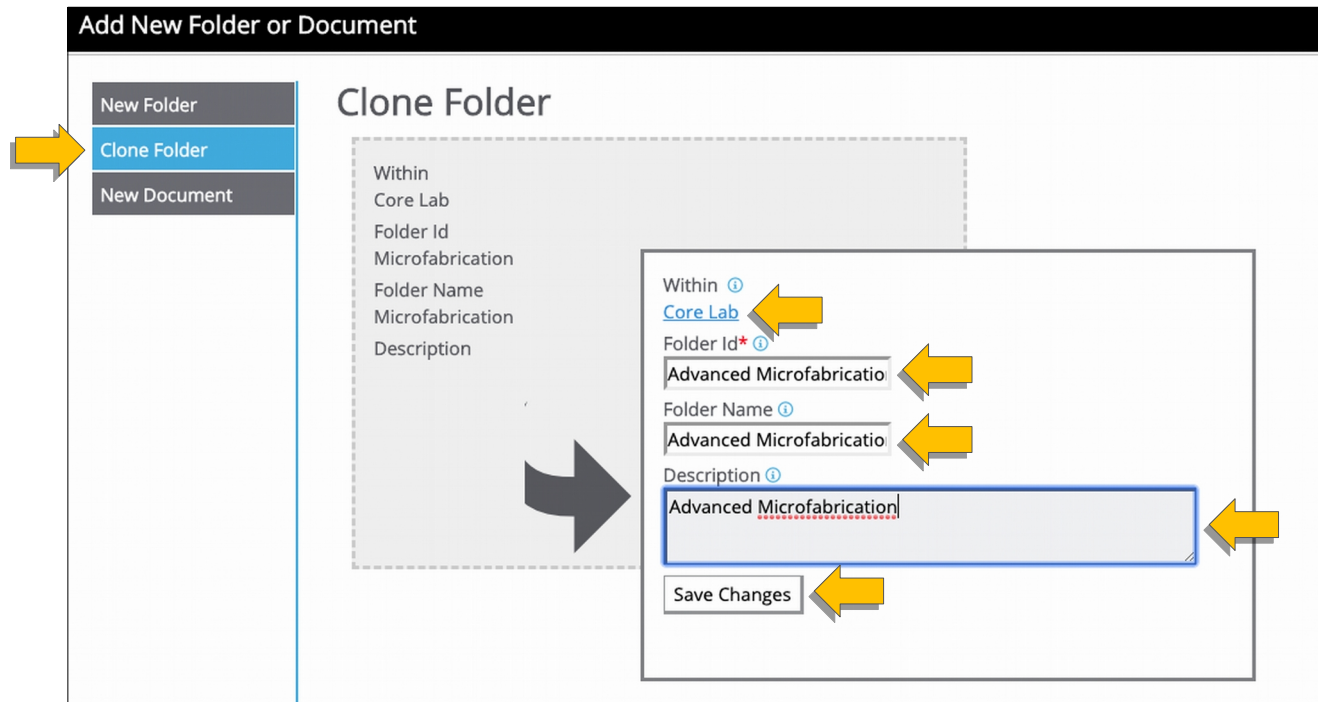 Add New Folder or Document
New Folder
Clone Folder
New Document
Clone Folder
Within
Core Lab
Folder Id
Microfabrication
Folder Name
Microfabrication
Description
Within
Core Lab
Folder Id*
Advanced Microfabricatio
Folder Name
Advanced Microfabricatio
Description
Advanced Microfabrication
Save Changes